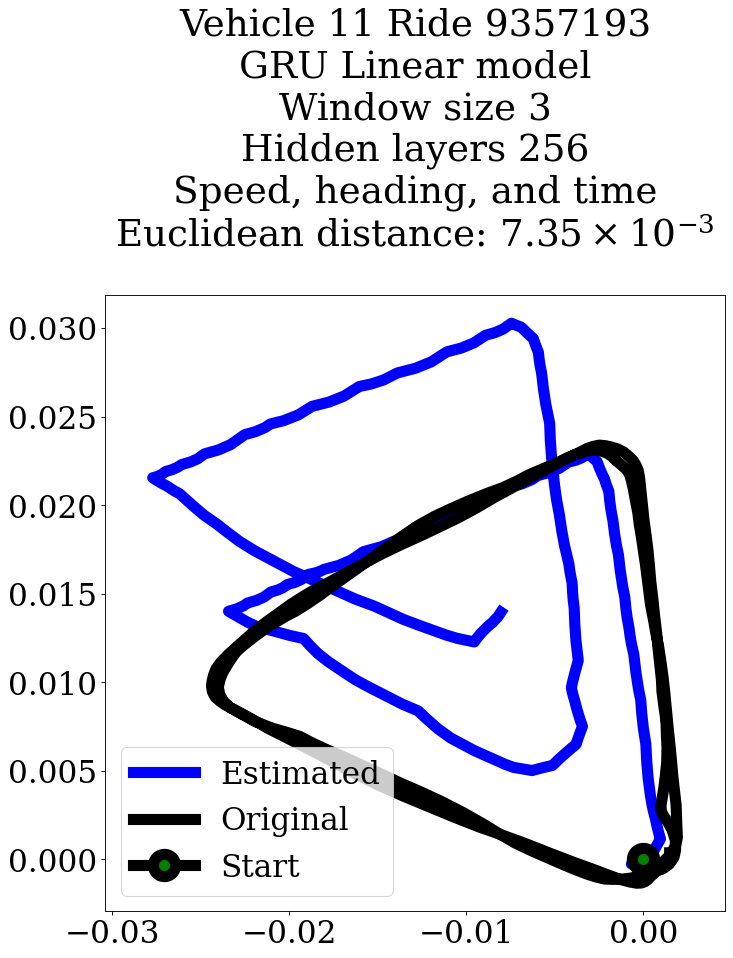 Vehicle 11 Ride 9357193
GRU Linear model
Window size 3
Hidden layers 256
Speed, heading, and time
Euclidean distance: 7.35 × 10⁻³
0.030
0.025
0.020
0.015
0.010
0.005
0.000
Estimated
Original
Start
−0.03 −0.02 −0.01 0.00